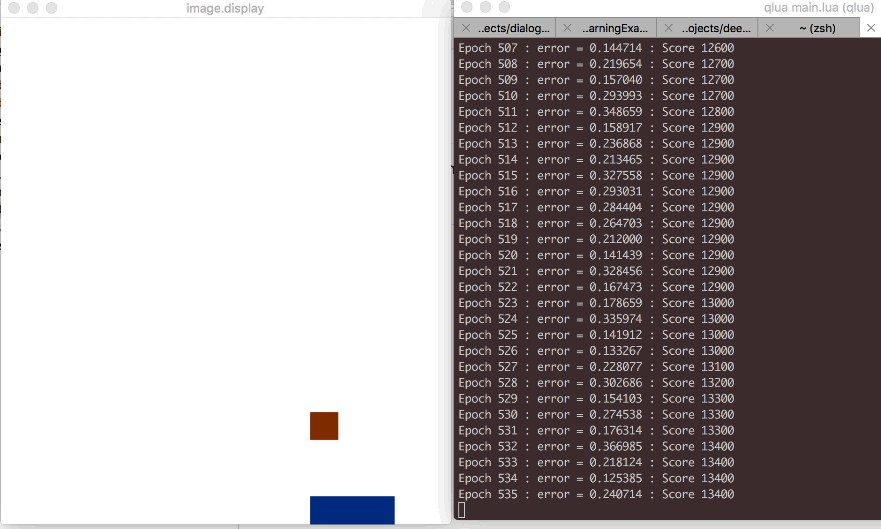 image.display
qlua main.lua (qlua)
..ects/dialog... ..arningExa... ..ojects/dee... ~ (zsh)
Epoch 507 : error = 0.144714 : Score 12600
Epoch 508 : error = 0.219654 : Score 12700
Epoch 509 : error = 0.157040 : Score 12700
Epoch 510 : error = 0.293993 : Score 12700
Epoch 511 : error = 0.348659 : Score 12800
Epoch 512 : error = 0.158917 : Score 12900
Epoch 513 : error = 0.236868 : Score 12900
Epoch 514 : error = 0.213465 : Score 12900
Epoch 515 : error = 0.327558 : Score 12900
Epoch 516 : error = 0.293031 : Score 12900
Epoch 517 : error = 0.284404 : Score 12900
Epoch 518 : error = 0.264703 : Score 12900
Epoch 519 : error = 0.212000 : Score 12900
Epoch 520 : error = 0.141439 : Score 12900
Epoch 521 : error = 0.328456 : Score 12900
Epoch 522 : error = 0.167473 : Score 12900
Epoch 523 : error = 0.178659 : Score 13000
Epoch 524 : error = 0.335974 : Score 13000
Epoch 525 : error = 0.141912 : Score 13000
Epoch 526 : error = 0.133267 : Score 13000
Epoch 527 : error = 0.228077 : Score 13100
Epoch 528 : error = 0.302686 : Score 13200
Epoch 529 : error = 0.154103 : Score 13300
Epoch 530 : error = 0.274538 : Score 13300
Epoch 531 : error = 0.176314 : Score 13300
Epoch 532 : error = 0.366985 : Score 13400
Epoch 533 : error = 0.218124 : Score 13400
Epoch 534 : error = 0.125385 : Score 13400
Epoch 535 : error = 0.240714 : Score 13400